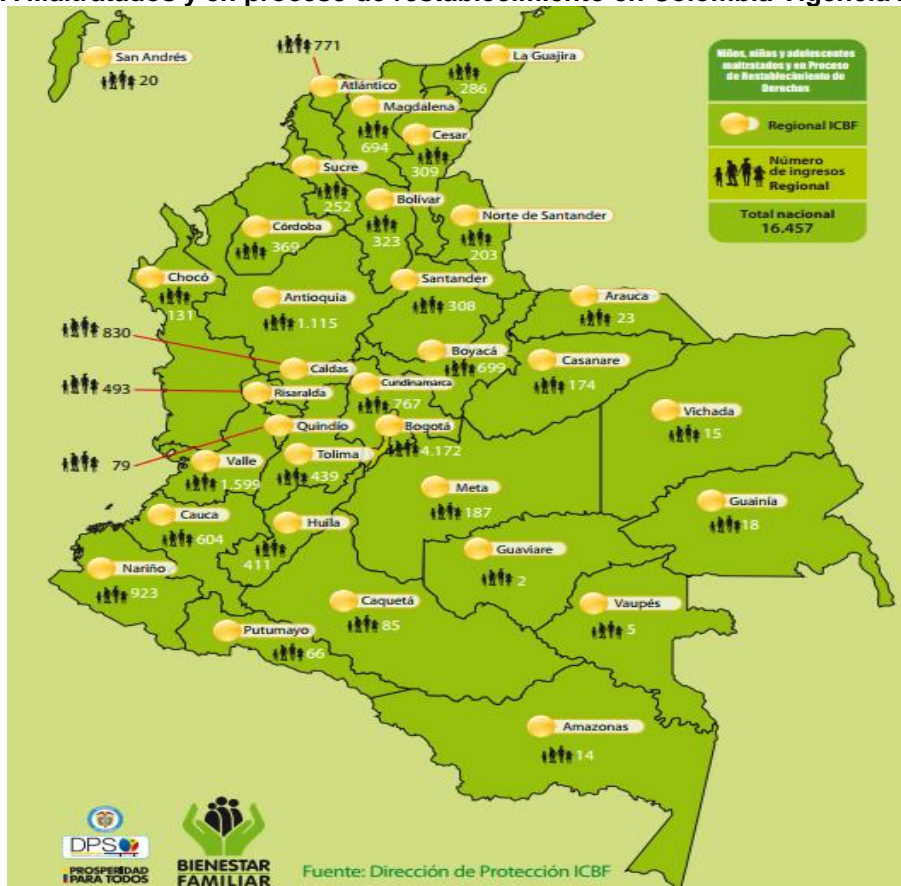 maltratados y en proceso de restablecimiento en Colombia Vigencia
San Andrés
20
771
Atlántico
La Guajira
286
Magdalena
694
Cesar
309
Sucre
252
Bolívar
323
Norte de Santander
203
Córdoba
369
Chocó
131
Antioquia
1.115
Santander
308
Arauca
23
830
Caldas
Boyacá
699
Casanare
174
493
Risaralda
Cundinamarca
767
Vichada
15
79
Quindío
Bogotá
4.172
Valle
1.599
Tolima
439
Meta
187
Guainía
18
Cauca
604
Huila
411
Guaviare
2
Nariño
923
Caquetá
85
Vaupés
5
Putumayo
66
Amazonas
14
Niños, niñas y adolescentes
maltratados y en Proceso
de Restablecimiento de
Derechos
Regional ICBF
Número
de ingresos
Regional
Total nacional
16.457
DPS
PROSPERIDAD
PARA TODOS
BIENESTAR
FAMILIAR
Fuente: Dirección de Protección ICBF